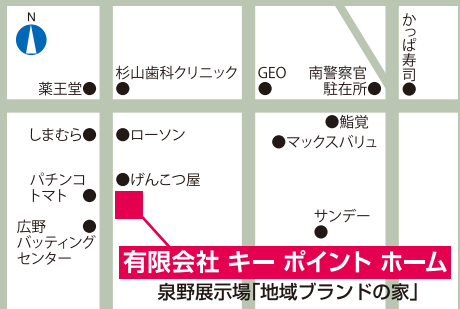 N
かっぱ寿司
杉山歯科クリニック
GEO
南警察官
駐在所
薬王堂
鮨覚
しまむら
ローソン
マックスバリュ
パチンコ
トマト
げんこつ屋
広野
バッティング
センター
サンデー
有限会社 キー ポイント ホーム
泉野展示場「地域ブランドの家」